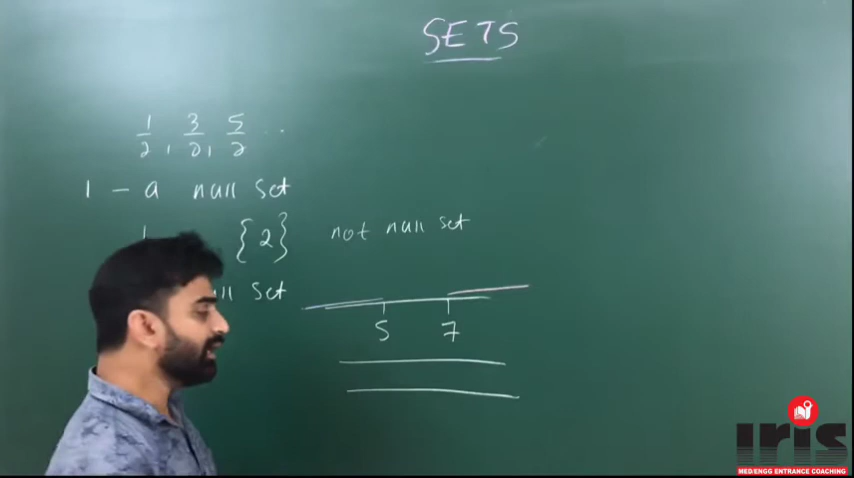 SETS
1/2, 3/2, 5/2 ..
1 - a null set
{2} not null set
set
5 7
iris
MED/ENGG ENTRANCE COACHING